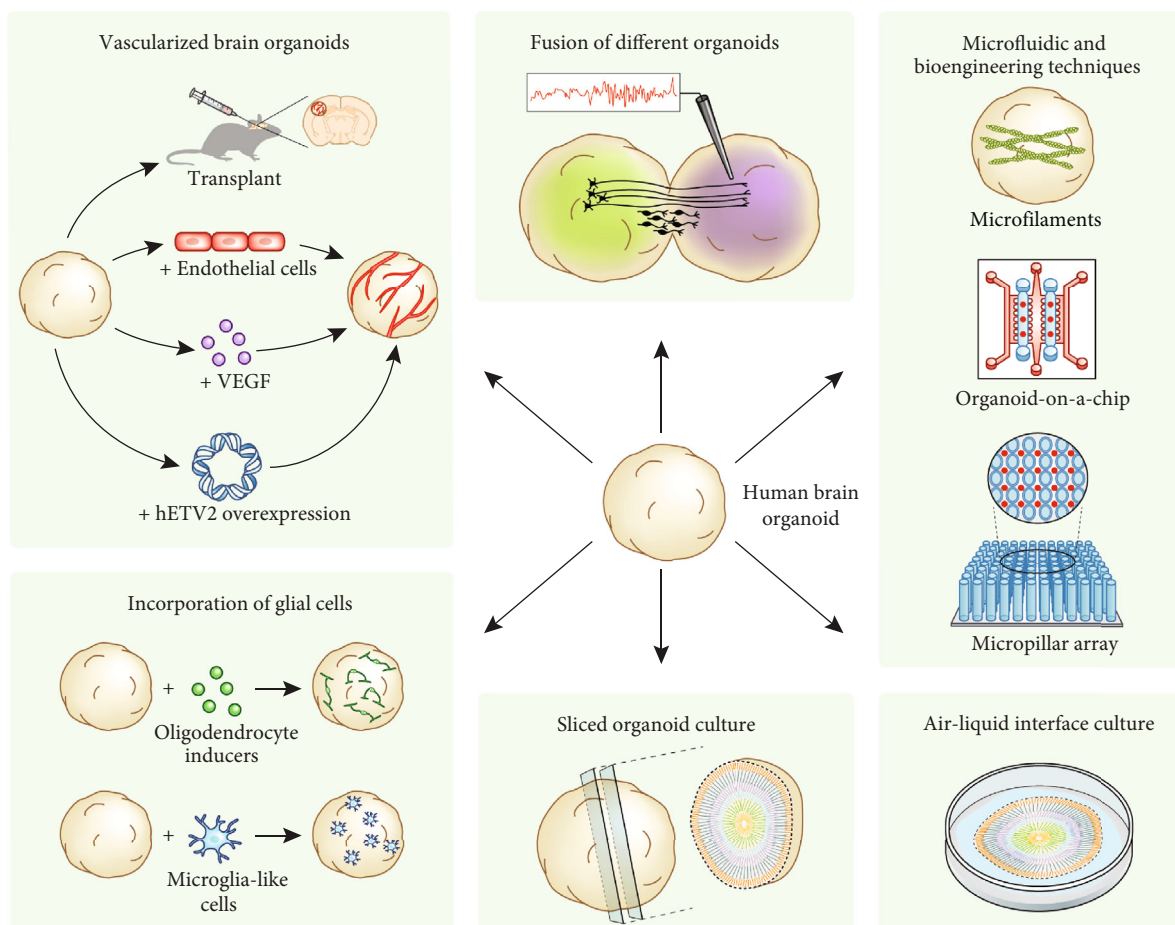 Vascularized brain organoids
Transplant
+ Endothelial cells
+ VEGF
+ hETV2 overexpression
Fusion of different organoids
Microfluidic and
bioengineering techniques
Microfilaments
Organoid-on-a-chip
Micropillar array
Human brain
organoid
Incorporation of glial cells
+
Oligodendrocyte
inducers
+
Microglia-like
cells
Sliced organoid culture
Air-liquid interface culture